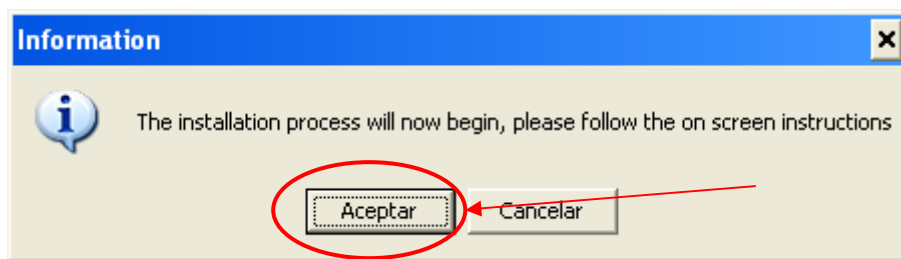 Information
The installation process will now begin, please follow the on screen instructions
Aceptar
Cancelar